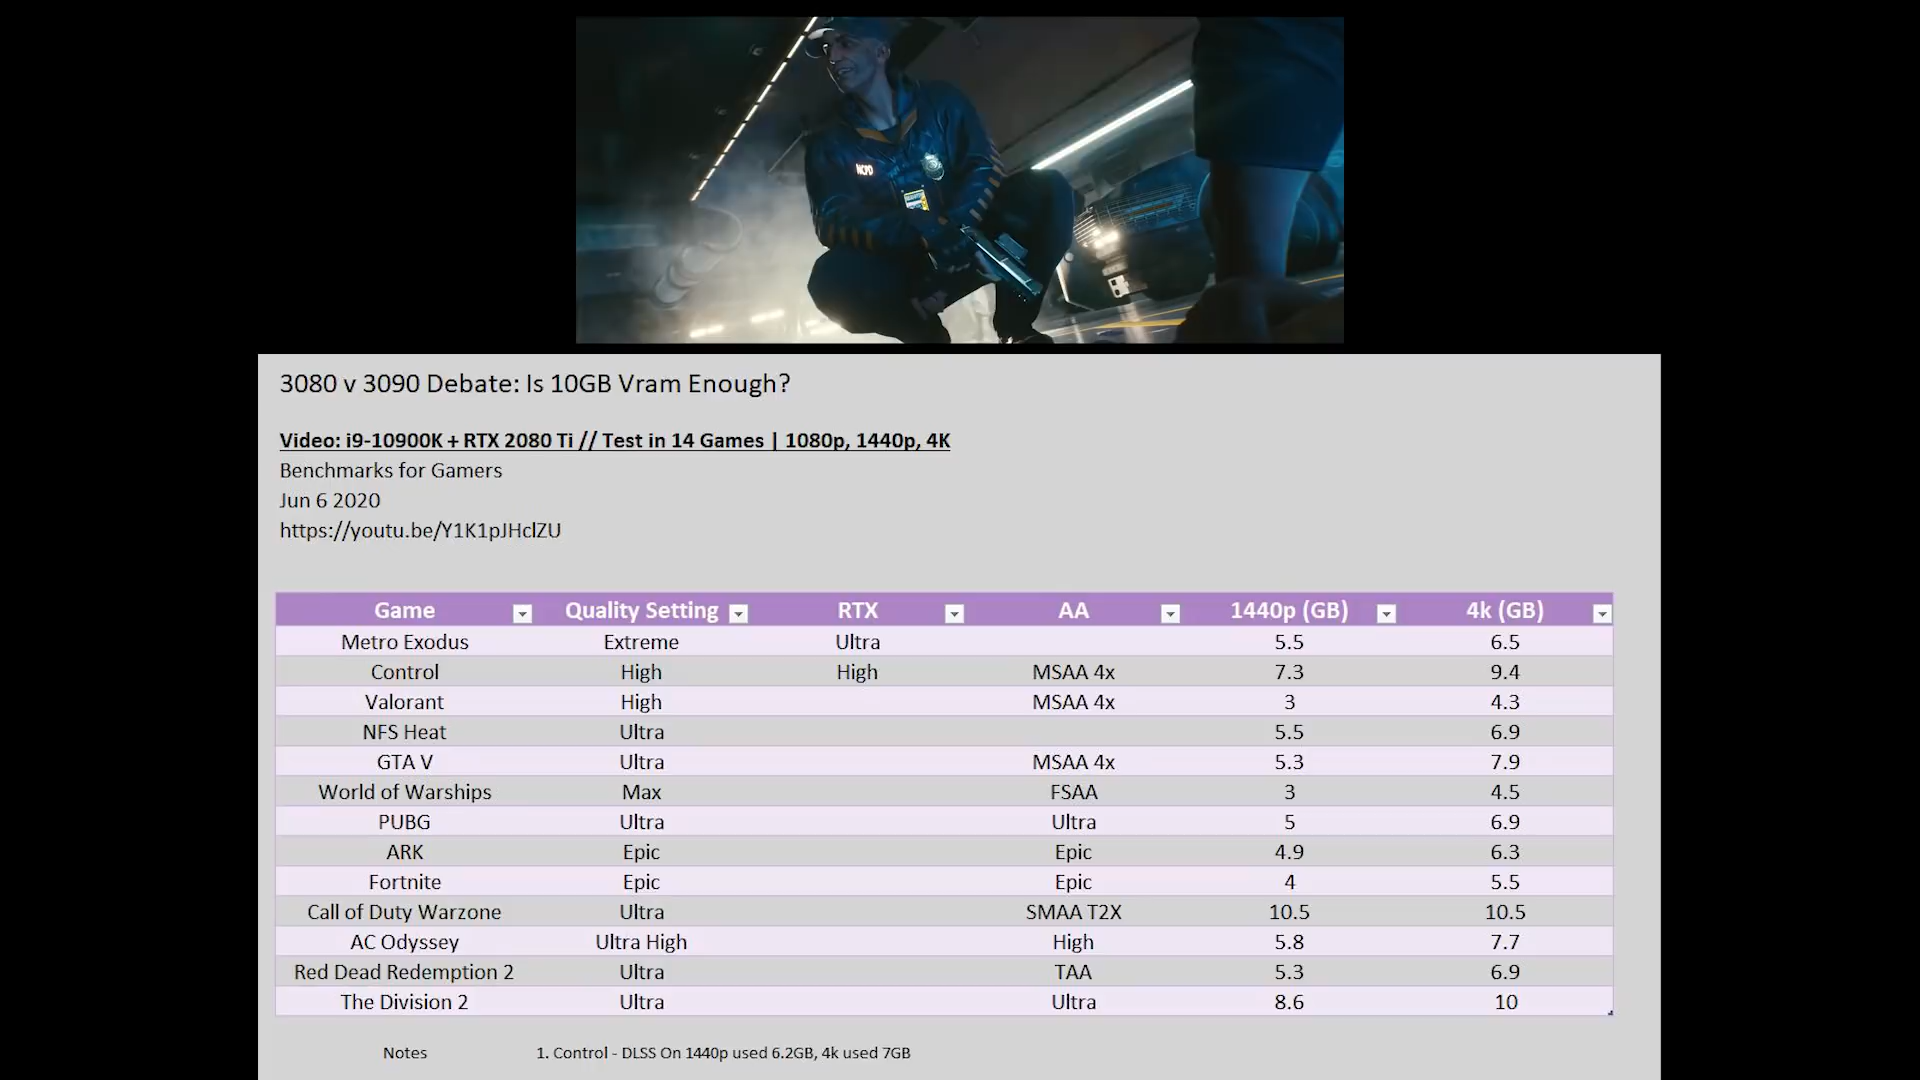 NCPD
3080 v 3090 Debate: Is 10GB Vram Enough?
Video: i9-10900K + RTX 2080 Ti // Test in 14 Games | 1080p, 1440p, 4K
Benchmarks for Gamers
Jun 6 2020
https://youtu.be/Y1K1pJHclZU
Game Quality Setting RTX AA 1440p (GB) 4k (GB)
Metro Exodus Extreme Ultra 5.5 6.5
Control High High MSAA 4x 7.3 9.4
Valorant High MSAA 4x 3 4.3
NFS Heat Ultra 5.5 6.9
GTA V Ultra MSAA 4x 5.3 7.9
World of Warships Max FSAA 3 4.5
PUBG Ultra Ultra 5 6.9
ARK Epic Epic 4.9 6.3
Fortnite Epic Epic 4 5.5
Call of Duty Warzone Ultra SMAA T2X 10.5 10.5
AC Odyssey Ultra High High 5.8 7.7
Red Dead Redemption 2 Ultra TAA 5.3 6.9
The Division 2 Ultra Ultra 8.6 10
Notes 1. Control - DLSS On 1440p used 6.2GB, 4k used 7GB